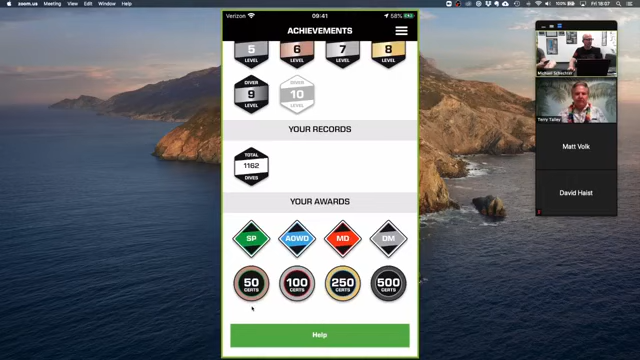 zoom.us Meeting View Edit Window Help
100% Fri 18:07
Verizon 09:41 58%
ACHIEVEMENTS
5 LEVEL 6 LEVEL 7 LEVEL 8 LEVEL
DIVER 9 LEVEL DIVER 10 LEVEL
YOUR RECORDS
TOTAL 1162 DIVES
YOUR AWARDS
SP AOWD MD DM
50 CERTS 100 CERTS 250 CERTS 500 CERTS
Help
Michael Schechter
Terry Talley
Matt Volk
David Haist